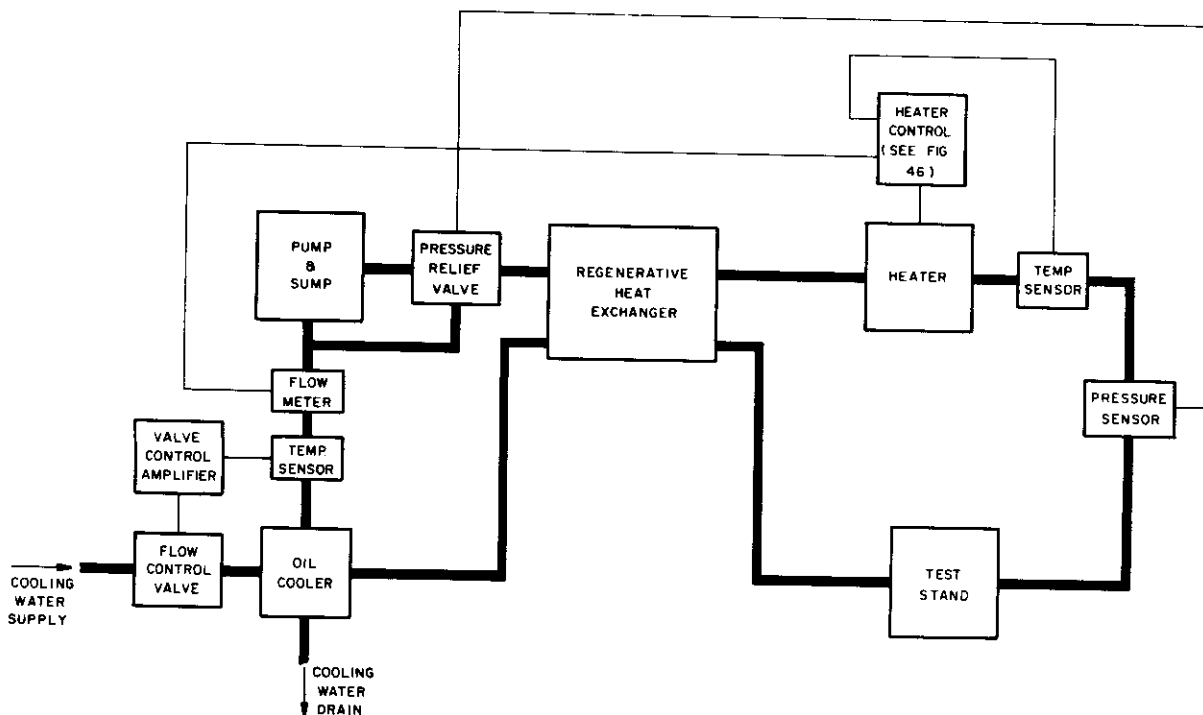 HEATER
CONTROL
(SEE FIG
46)
PUMP
&
SUMP
PRESSURE
RELIEF
VALVE
REGENERATIVE
HEAT
EXCHANGER
HEATER
TEMP
SENSOR
FLOW
METER
PRESSURE
SENSOR
VALVE
CONTROL
AMPLIFIER
TEMP.
SENSOR
FLOW
CONTROL
VALVE
OIL
COOLER
TEST
STAND
COOLING
WATER
SUPPLY
COOLING
WATER
DRAIN